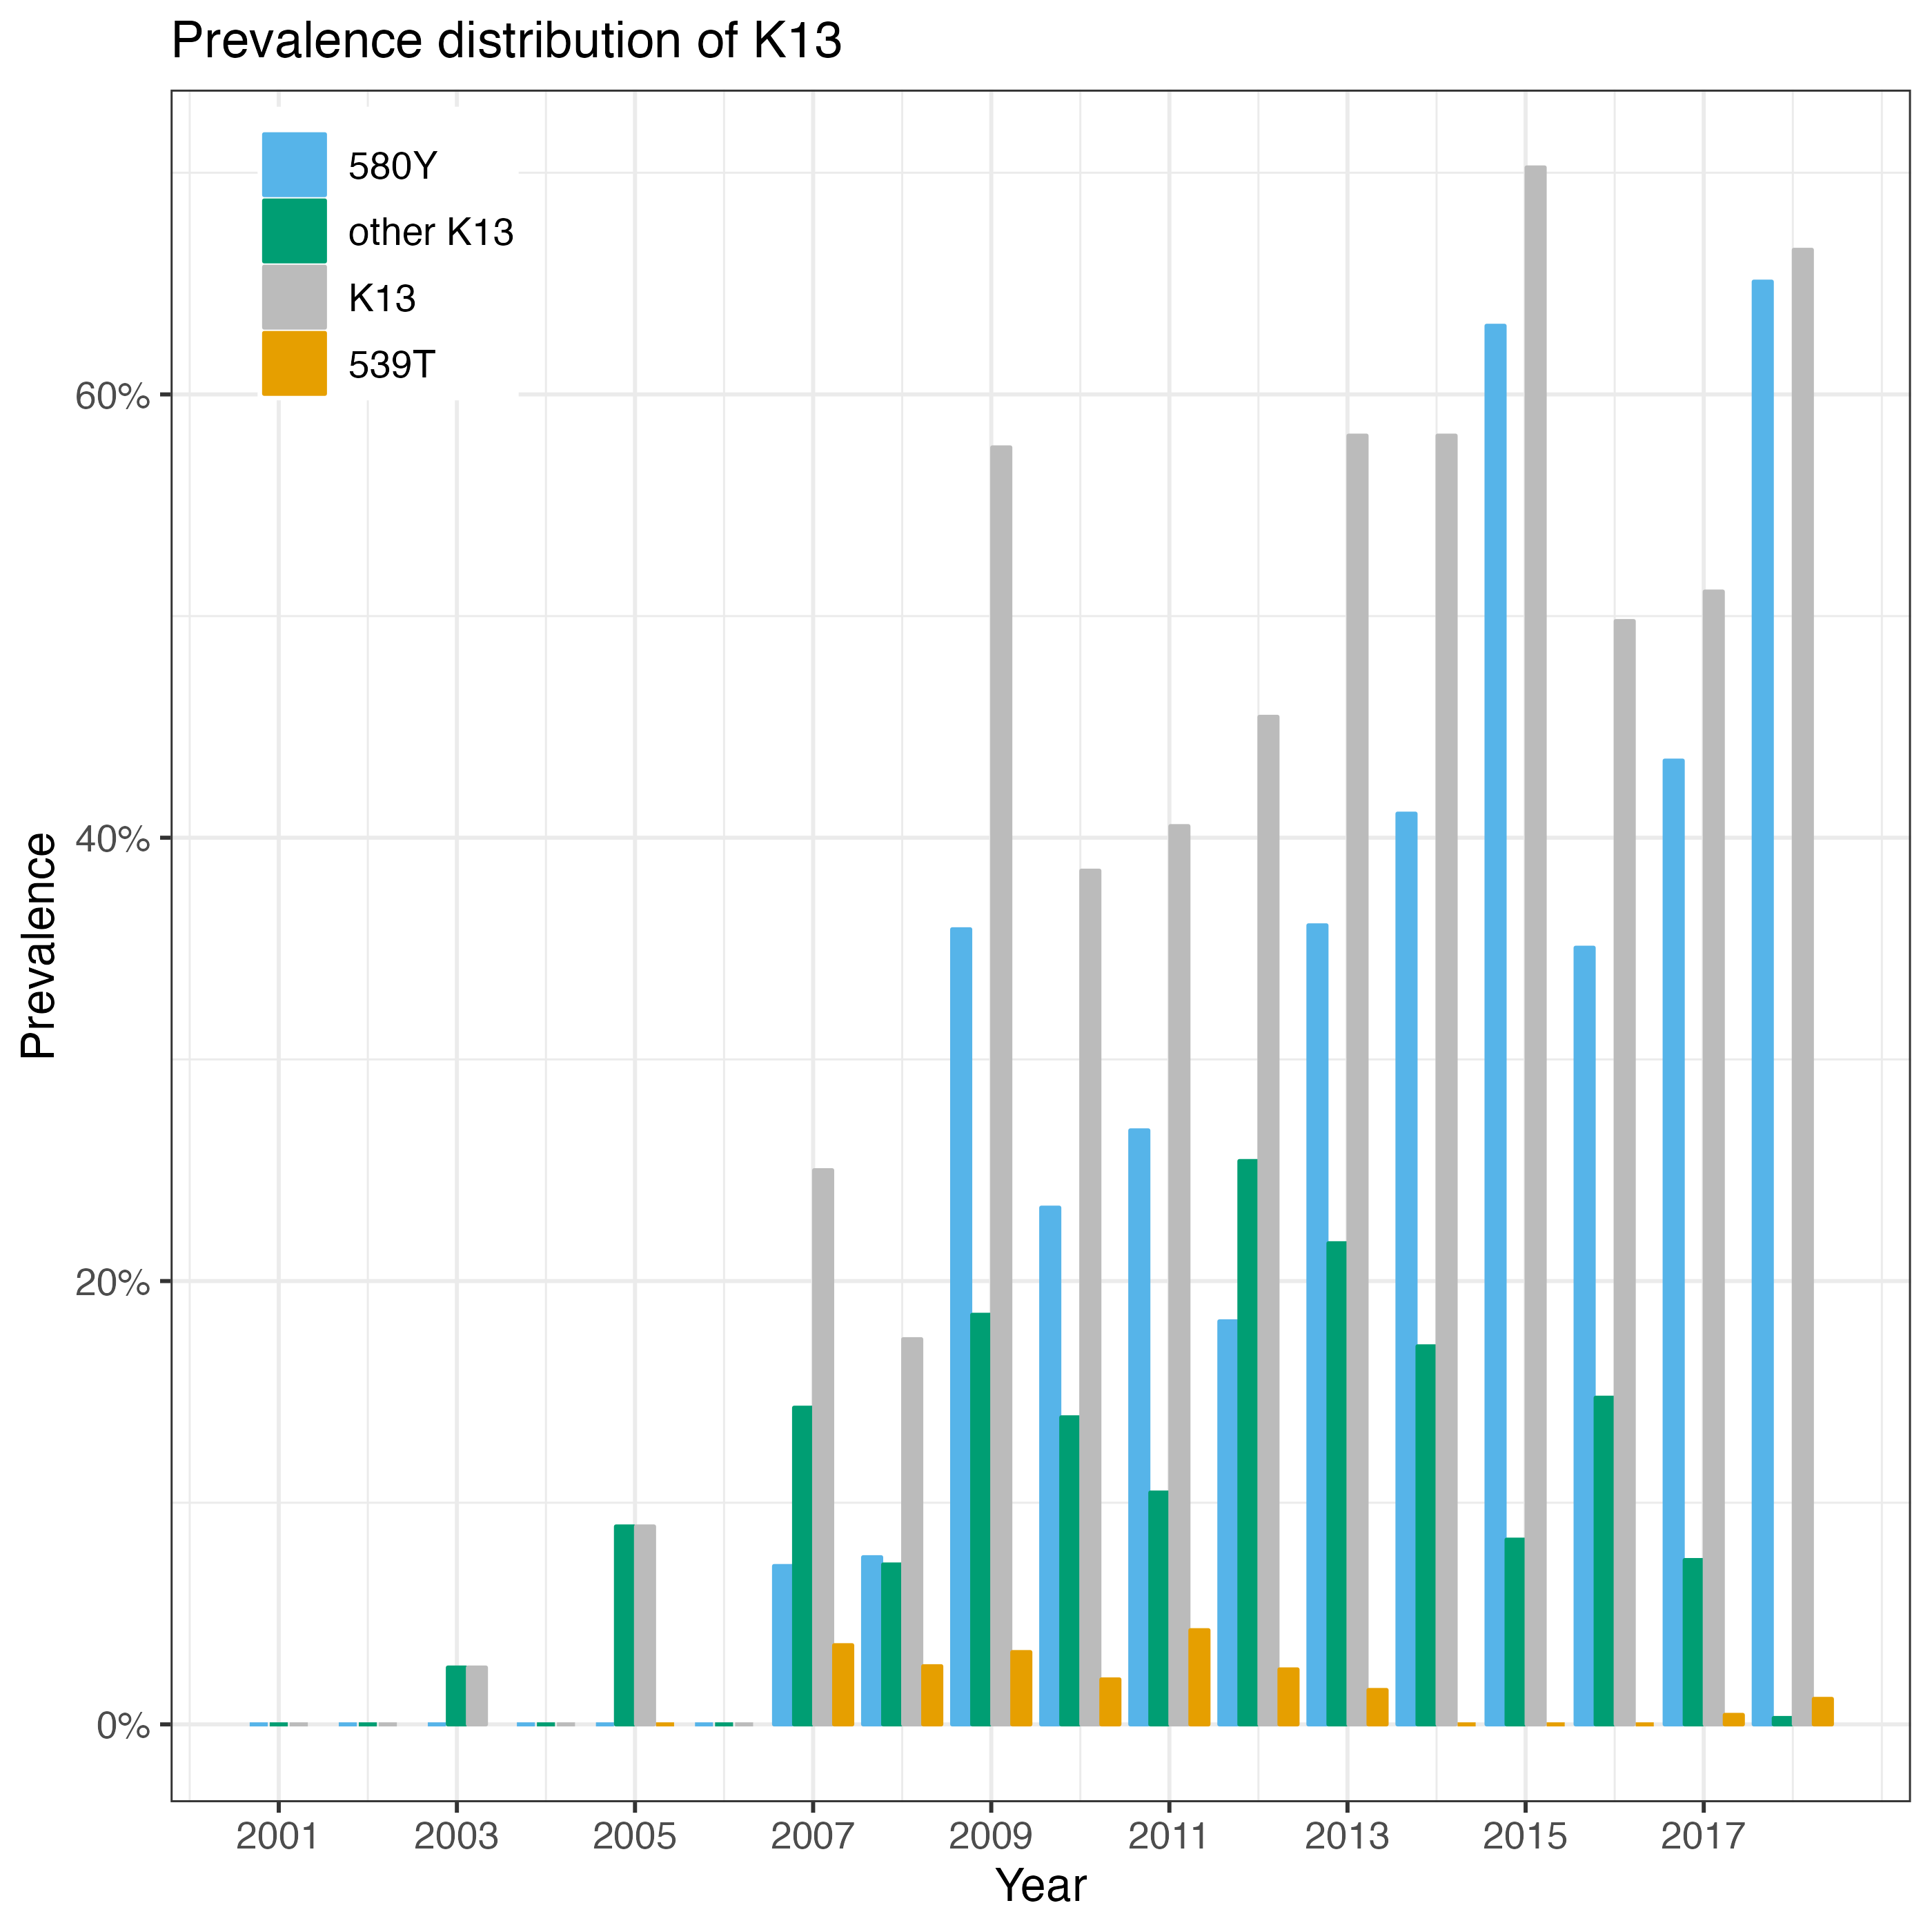 Prevalence distribution of K13
580Y
other K13
K13
539T
60%
40%
20%
0%
Prevalence
2001 2003 2005 2007 2009 2011 2013 2015 2017
Year